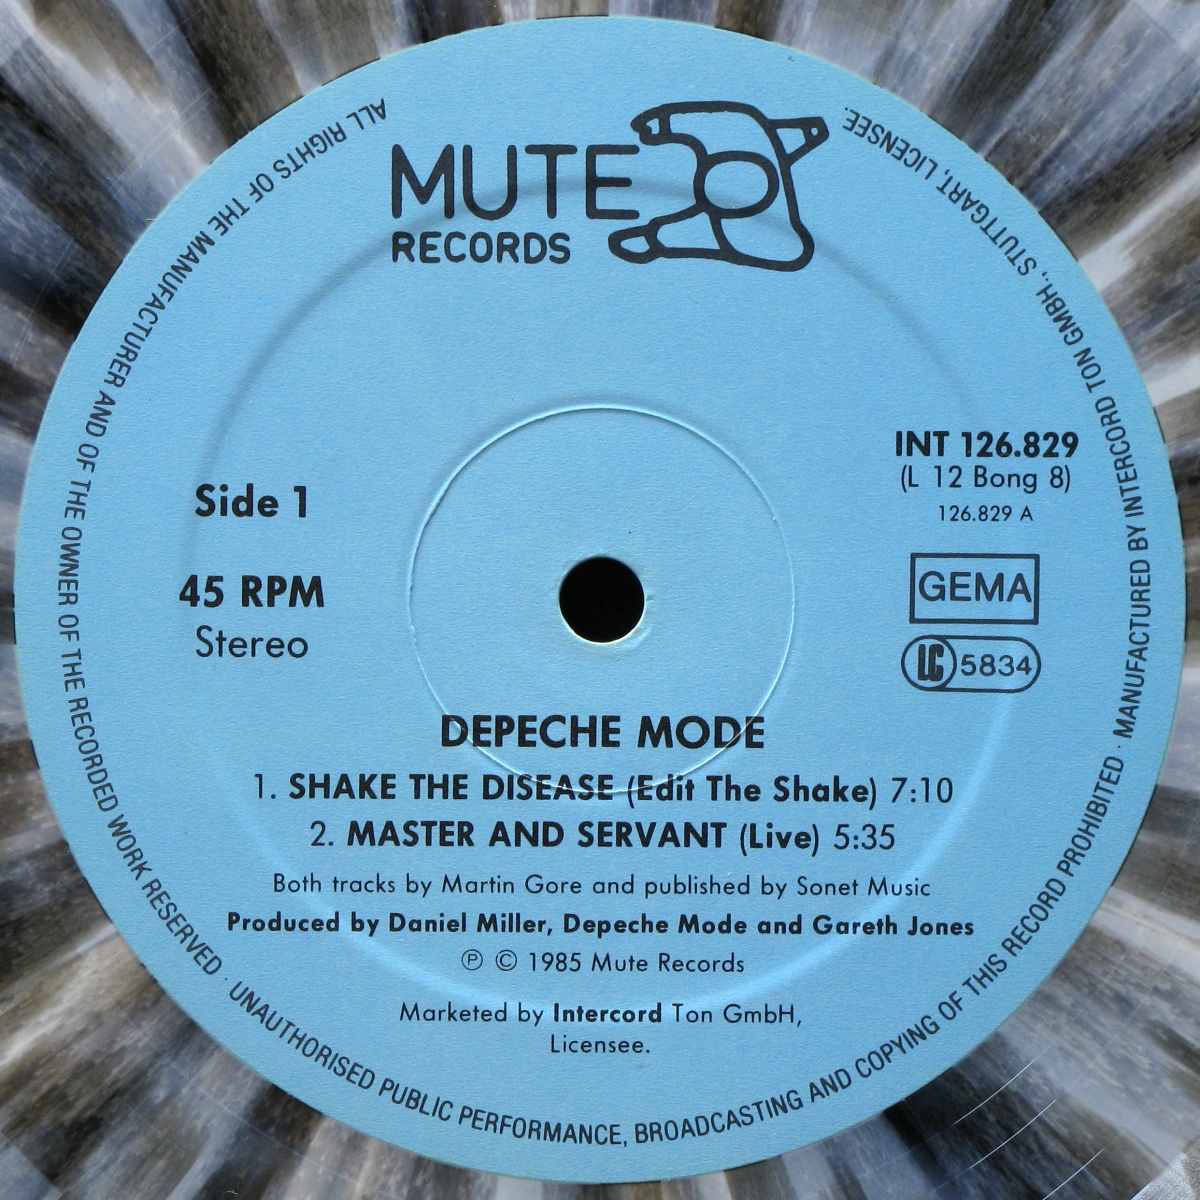 MUTE
RECORDS
INT 126.829
(L 12 Bong 8)
126.829 A
Side 1
GEMA
45 RPM
Stereo
LC 5834
DEPECHE MODE
1. SHAKE THE DISEASE (Edit The Shake) 7:10
2. MASTER AND SERVANT (Live) 5:35
Both tracks by Martin Gore and published by Sonet Music
Produced by Daniel Miller, Depeche Mode and Gareth Jones
Ⓟ © 1985 Mute Records
Marketed by Intercord Ton GmbH,
Licensee.
ALL RIGHTS OF THE MANUFACTURER AND OF THE OWNER OF THE RECORDED WORK RESERVED · UNAUTHORISED PUBLIC PERFORMANCE, BROADCASTING AND COPYING OF THIS RECORD PROHIBITED · MANUFACTURED BY INTERCORD TON GMBH., STUTTGART, LICENSEE.